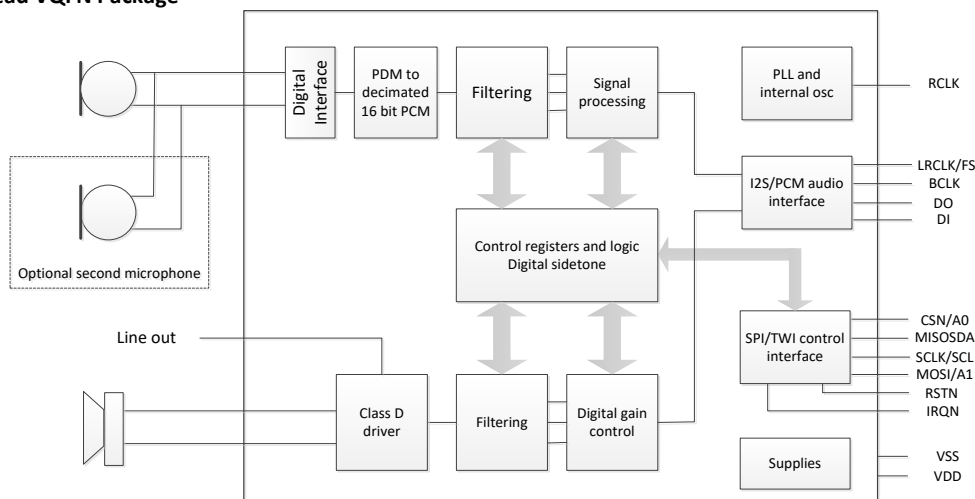 Digital
Interface
PDM to
decimated
16 bit PCM
Filtering
Signal
processing
PLL and
internal osc
RCLK
I2S/PCM audio
interface
LRCLK/FS
BCLK
DO
DI
Optional second microphone
Control registers and logic
Digital sidetone
SPI/TWI control
interface
CSN/A0
MISOSDA
SCLK/SCL
MOSI/A1
RSTN
IRQN
Line out
Class D
driver
Filtering
Digital gain
control
Supplies
VSS
VDD